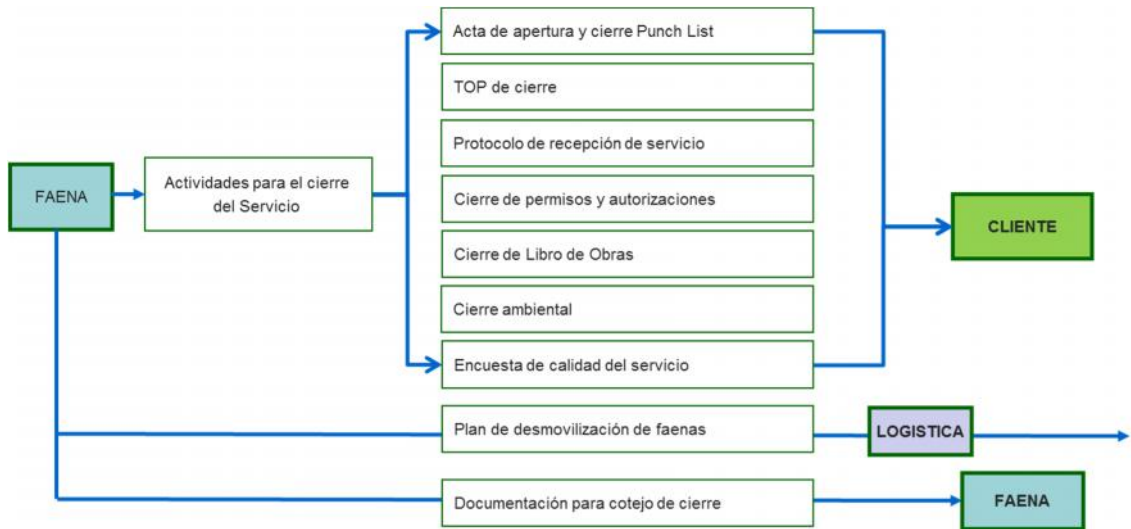 Acta de apertura y cierre Punch List
TOP de cierre
Protocolo de recepción de servicio
FAENA
Actividades para el cierre
del Servicio
Cierre de permisos y autorizaciones
CLIENTE
Cierre de Libro de Obras
Cierre ambiental
Encuesta de calidad del servicio
Plan de desmovilización de faenas
LOGISTICA
Documentación para cotejo de cierre
FAENA